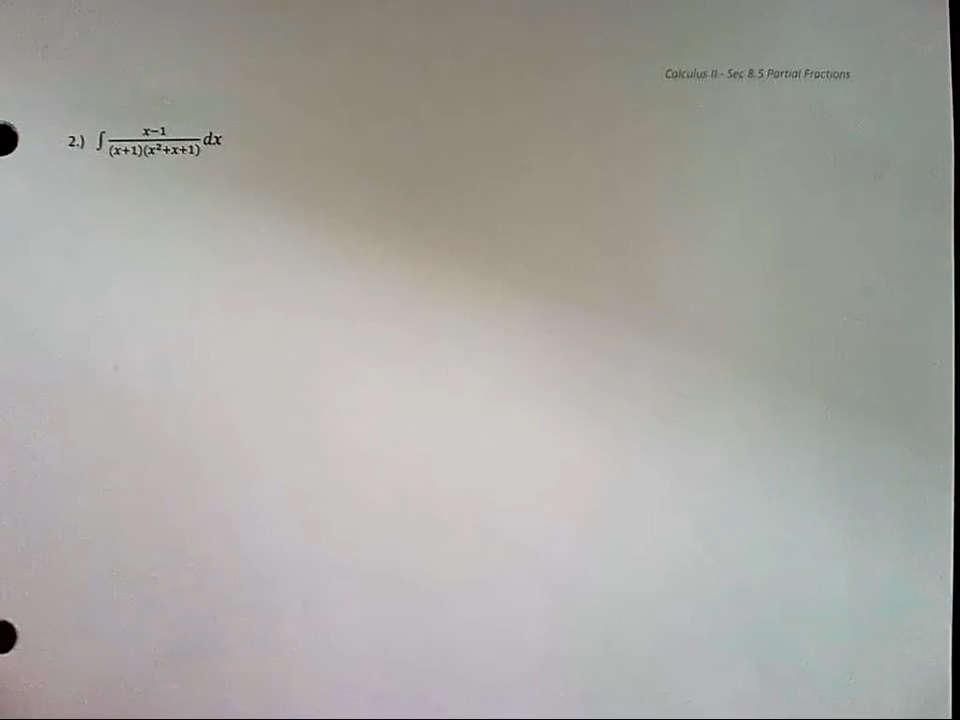 Calculus II - Sec 8.5 Partial Fractions
2.) ∫ x−1 / (x+1)(x²+x+1) dx